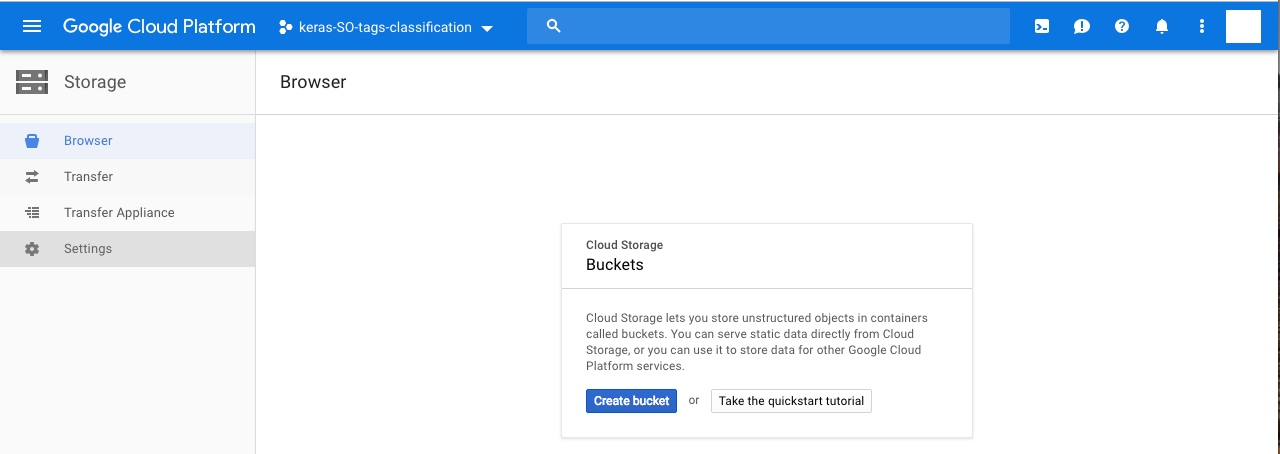 Google Cloud Platform keras-SO-tags-classification
Storage
Browser
Browser
Transfer
Transfer Appliance
Settings
Cloud Storage
Buckets
Cloud Storage lets you store unstructured objects in containers
called buckets. You can serve static data directly from Cloud
Storage, or you can use it to store data for other Google Cloud
Platform services.
Create bucket or Take the quickstart tutorial